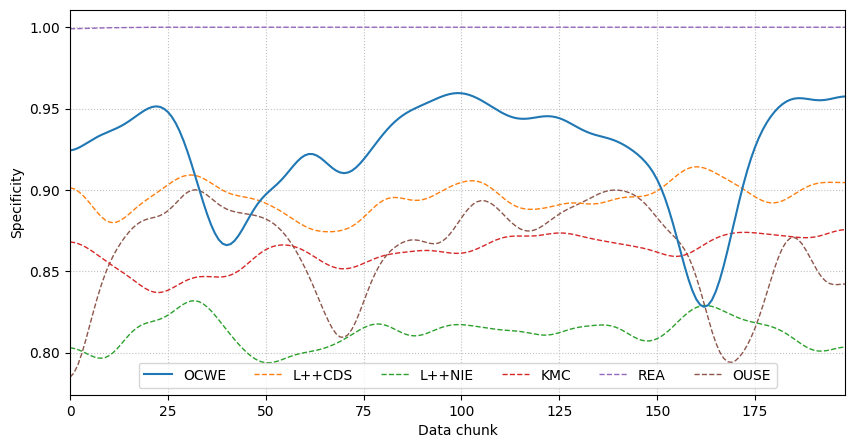 1.00
0.95
0.90
0.85
0.80
Specificity
OCWE L++CDS L++NIE KMC REA OUSE
0 25 50 75 100 125 150 175
Data chunk